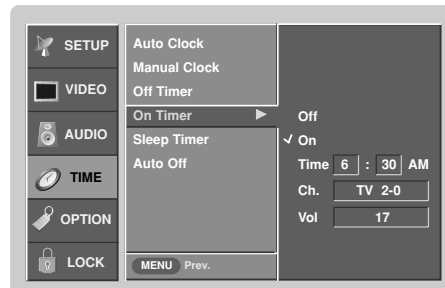 SETUP
VIDEO
AUDIO
TIME
OPTION
LOCK
Auto Clock
Manual Clock
Off Timer
On Timer ▶
Sleep Timer
Auto Off
MENU Prev.
Off
✓ On
Time 6 : 30 AM
Ch. TV 2-0
Vol 17